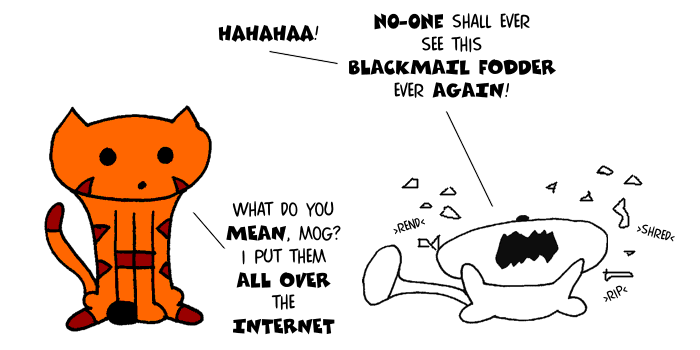 HAHAHAA!
NO-ONE SHALL EVER
SEE THIS
BLACKMAIL FODDER
EVER AGAIN!
WHAT DO YOU
MEAN, MOG?
I PUT THEM
ALL OVER
THE
INTERNET
>REND<
>SHRED<
>RIP<